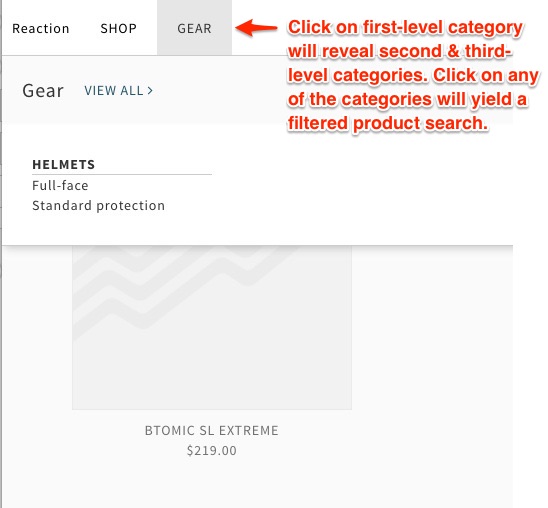 Reaction SHOP GEAR
Click on first-level category
will reveal second & third-
level categories. Click on any
of the categories will yield a
filtered product search.
Gear VIEW ALL >
HELMETS
Full-face
Standard protection
BTOMIC SL EXTREME
$219.00